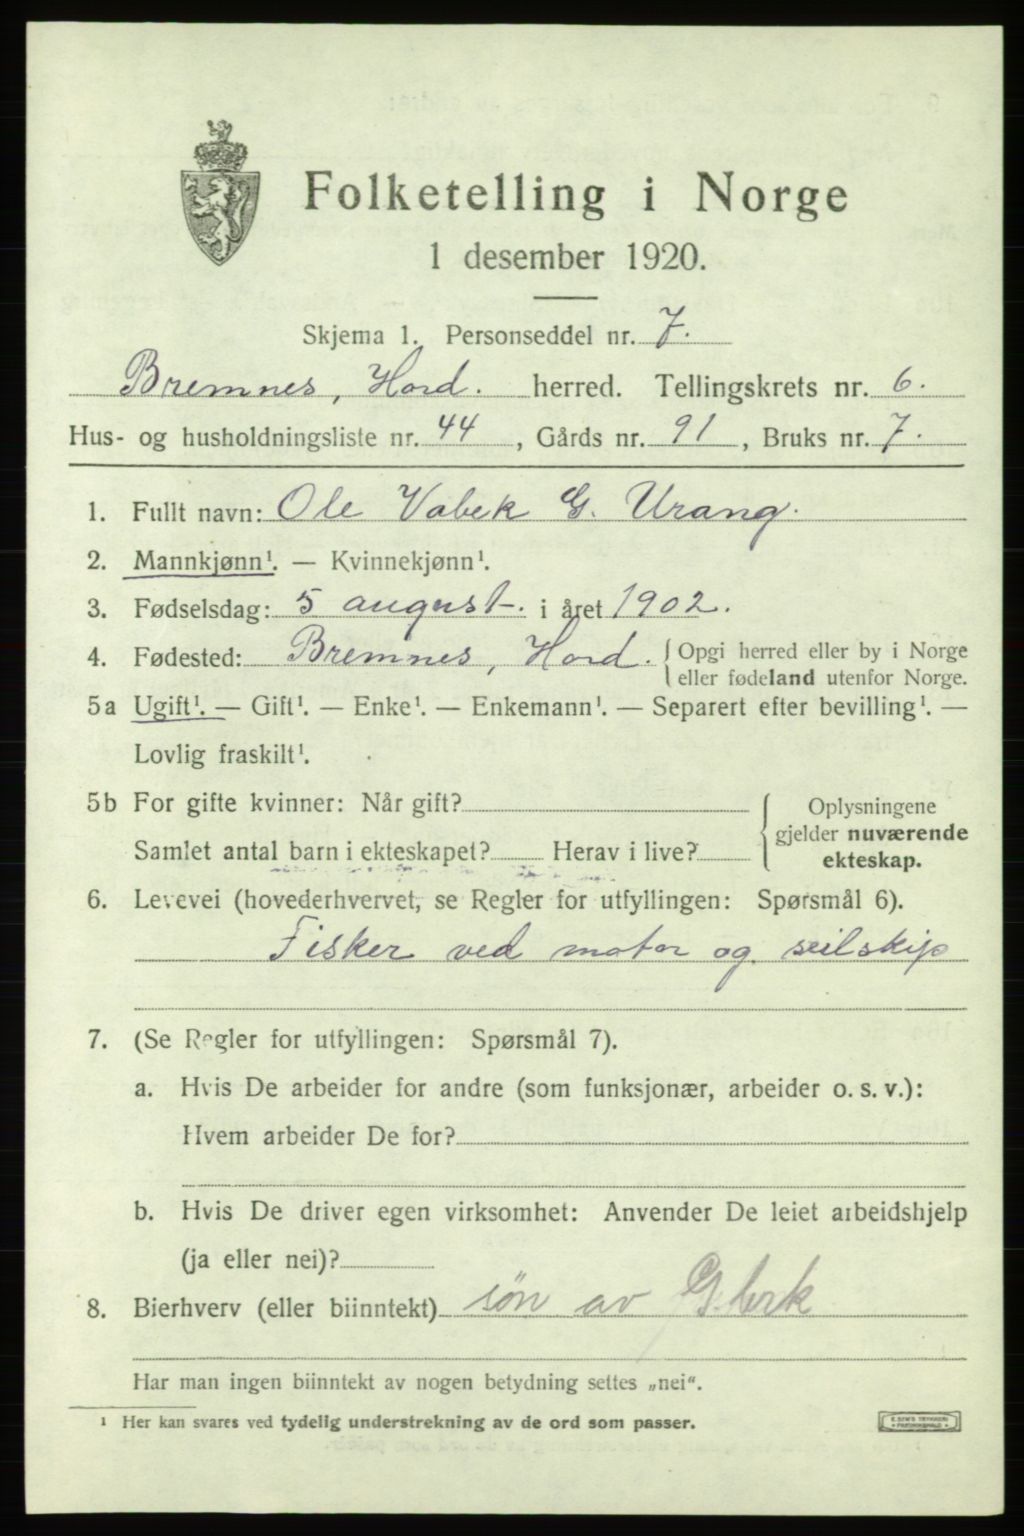 Folketelling i Norge
1 desember 1920.
Skjema 1. Personseddel nr. 7.
Bremnes, Hord. herred. Tellingskrets nr. 6.
Hus- og husholdningsliste nr. 44, Gårds nr. 91, Bruks nr. 7.
1. Fullt navn: Ole Vabek G. Urang.
2. Mannkjønn¹. — Kvinnekjønn¹.
3. Fødselsdag: 5 august. i året 1902.
4. Fødested: Bremnes, Hord. { Opgi herred eller by i Norge
eller fødeland utenfor Norge.
5a Ugift¹. — Gift¹. — Enke¹. — Enkemann¹. — Separert efter bevilling¹. —
Lovlig fraskilt¹.
5b For gifte kvinner: Når gift? { Oplysningene
gjelder nuværende
Samlet antal barn i ekteskapet? Herav i live? ekteskap.
6. Levevei (hovederhvervet, se Regler for utfyllingen: Spørsmål 6).
Fisker ved motor og seilskip
7. (Se Regler for utfyllingen: Spørsmål 7).
a. Hvis De arbeider for andre (som funksjonær, arbeider o. s. v.):
Hvem arbeider De for?
b. Hvis De driver egen virksomhet: Anvender De leiet arbeidshjelp
(ja eller nei)?
8. Bierhverv (eller biinntekt) søn av
Har man ingen biinntekt av nogen betydning settes „nei“.
¹ Her kan svares ved tydelig understrekning av de ord som passer.